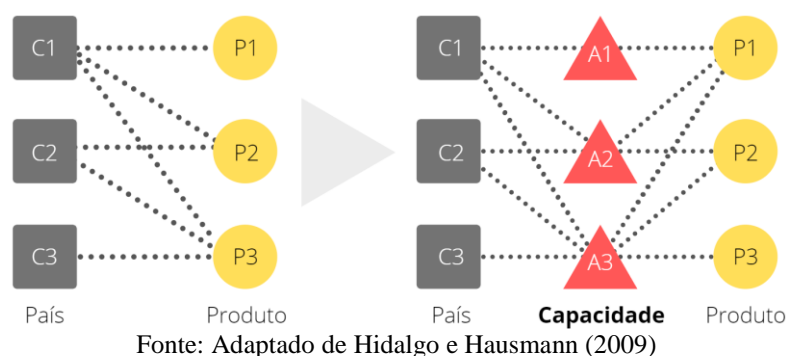 C1 P1 C1 A1 P1
C2 P2 C2 A2 P2
C3 P3 C3 A3 P3
País Produto País Capacidade Produto
Fonte: Adaptado de Hidalgo e Hausmann (2009)